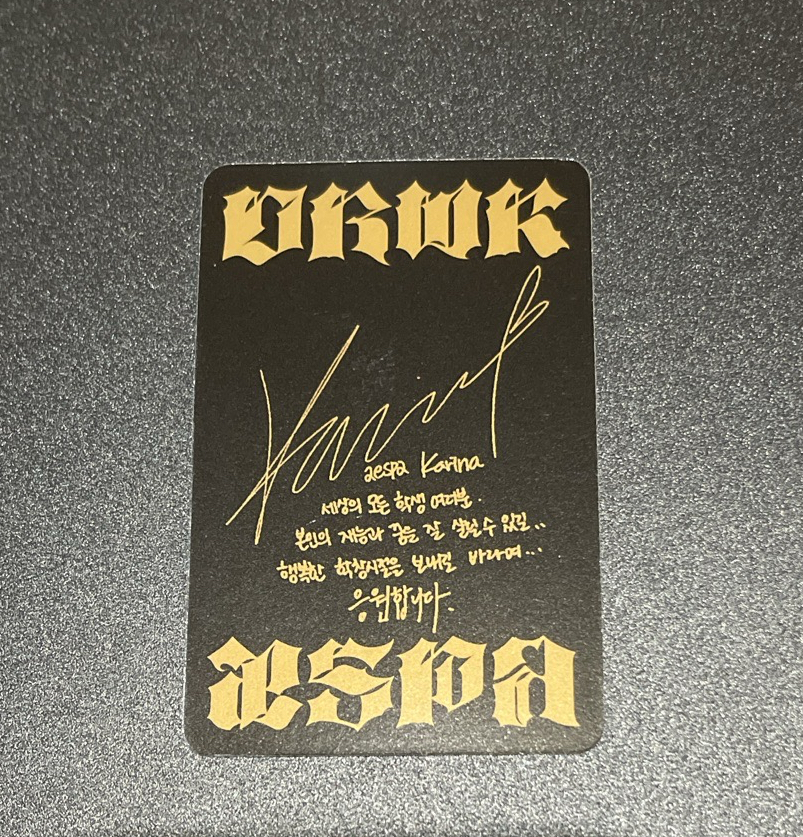 DRWK
Karina
aespa Karina
세상의 모든 학생 여러분.
본인의 재능과 꿈을 잘 살릴 수 있길..
행복한 학창시절을 보내길 바라며...
응원합니다.
aespa